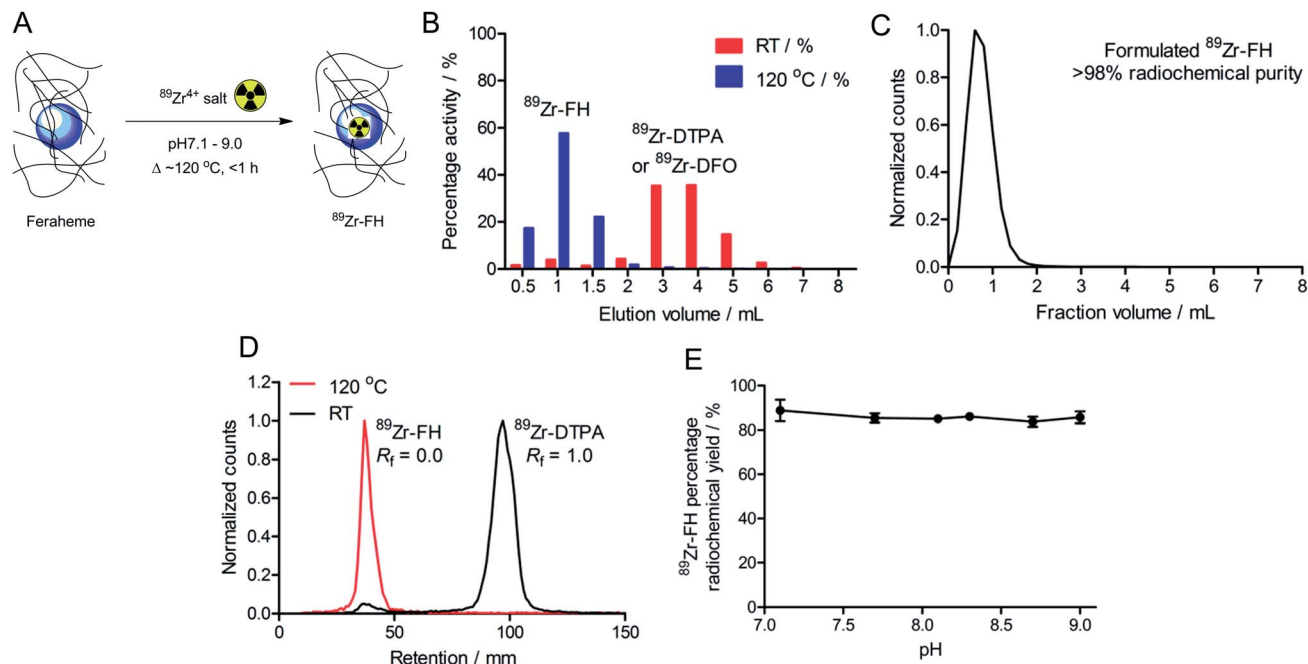 A
⁸⁹Zr⁴⁺ salt
pH7.1 - 9.0
Δ ~120 °C, <1 h
Feraheme
⁸⁹Zr-FH
B
Percentage activity / %
100
80
60
40
20
0
RT / %
120 °C / %
⁸⁹Zr-FH
⁸⁹Zr-DTPA
or ⁸⁹Zr-DFO
0.5 1 1.5 2 3 4 5 6 7 8
Elution volume / mL
C
Normalized counts
1.0
0.8
0.6
0.4
0.2
0.0
Formulated ⁸⁹Zr-FH
>98% radiochemical purity
0 1 2 3 4 5 6 7 8
Fraction volume / mL
D
Normalized counts
1.2
1.0
0.8
0.6
0.4
0.2
0.0
120 °C
RT
⁸⁹Zr-FH
Rf = 0.0
⁸⁹Zr-DTPA
Rf = 1.0
0 50 100 150
Retention / mm
E
⁸⁹Zr-FH percentage
radiochemical yield / %
100
80
60
40
20
0
7.0 7.5 8.0 8.5 9.0
pH